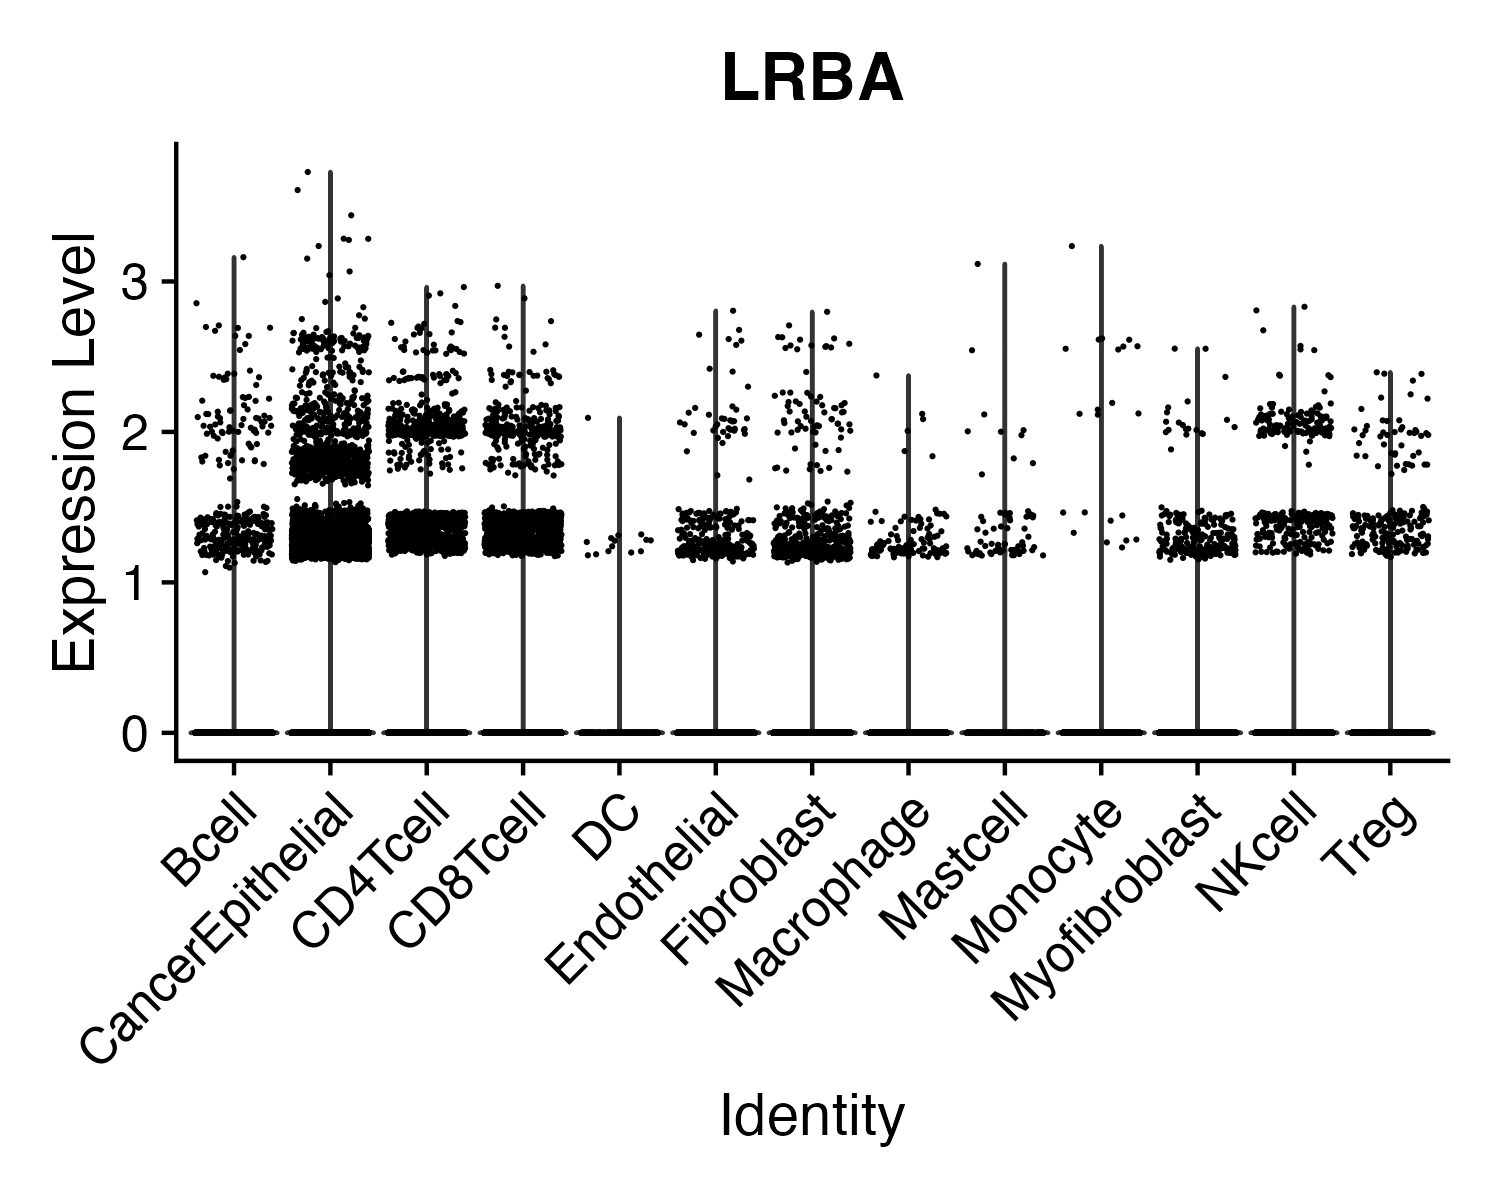 LRBA
Expression Level
3
2
1
0
Bcell
CancerEpithelial
CD4Tcell
CD8Tcell
DC
Endothelial
Fibroblast
Macrophage
Mastcell
Monocyte
Myofibroblast
NKcell
Treg
Identity